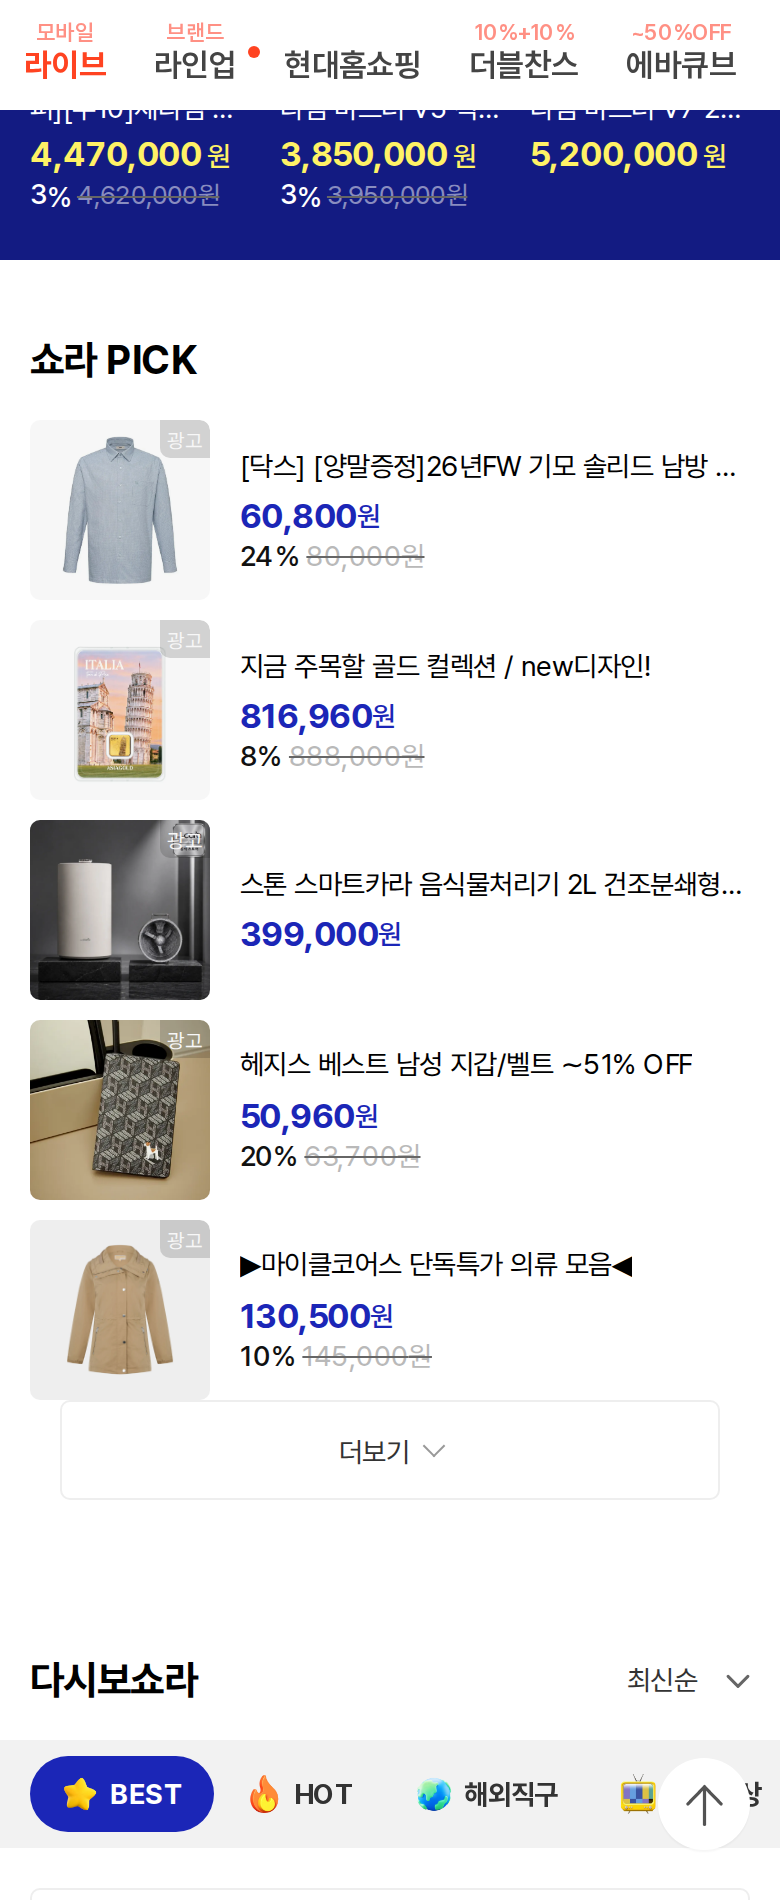 모바일
라이브
브랜드
라인업
현대홈쇼핑
10%+10%
더블찬스
~50%OFF
에바큐브
4,470,000 원
3% 4,620,000원
3,850,000 원
3% 3,950,000원
5,200,000 원
쇼라 PICK
광고
[닥스] [양말증정]26년FW 기모 솔리드 남방 ...
60,800원
24% 80,000원
광고
ITALIA
지금 주목할 골드 컬렉션 / new디자인!
816,960원
8% 888,000원
광고
스톤 스마트카라 음식물처리기 2L 건조분쇄형...
399,000원
광고
헤지스 베스트 남성 지갑/벨트 ~51% OFF
50,960원
20% 63,700원
광고
▶마이클코어스 단독특가 의류 모음◀
130,500원
10% 145,000원
더보기
다시보쇼라
최신순
BEST
HOT
해외직구
상